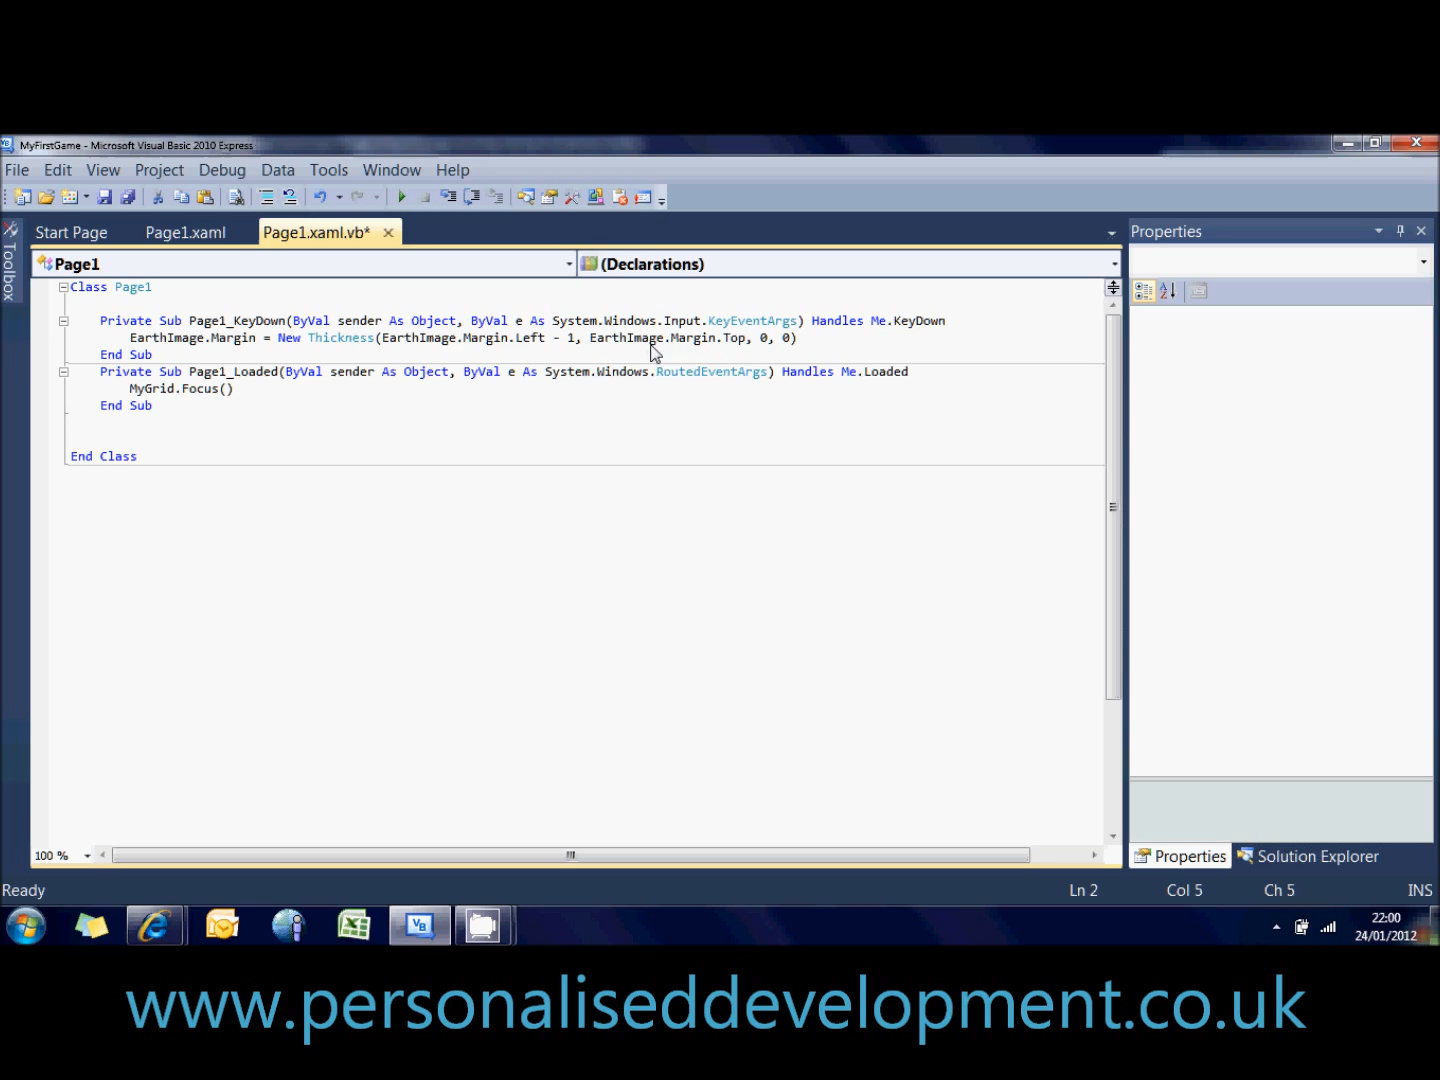 MyFirstGame - Microsoft Visual Basic 2010 Express
File Edit View Project Debug Data Tools Window Help
Toolbox
Start Page Page1.xaml Page1.xaml.vb* Properties
Page1 (Declarations)
Class Page1
Private Sub Page1_KeyDown(ByVal sender As Object, ByVal e As System.Windows.Input.KeyEventArgs) Handles Me.KeyDown
EarthImage.Margin = New Thickness(EarthImage.Margin.Left - 1, EarthImage.Margin.Top, 0, 0)
End Sub
Private Sub Page1_Loaded(ByVal sender As Object, ByVal e As System.Windows.RoutedEventArgs) Handles Me.Loaded
MyGrid.Focus()
End Sub
End Class
100 %
Properties Solution Explorer
Ready Ln 2 Col 5 Ch 5 INS
22:00
24/01/2012
www.personaliseddevelopment.co.uk